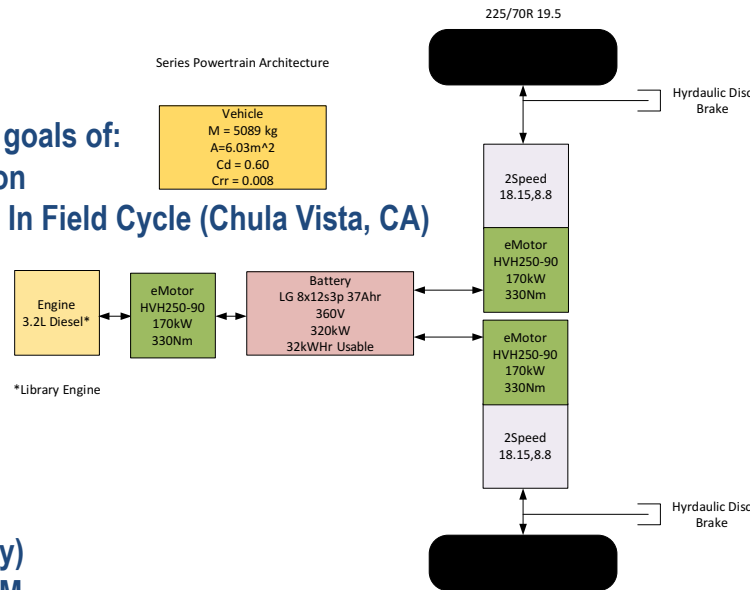 225/70R 19.5
Series Powertrain Architecture
Hyrdaulic Disc
Brake
goals of:
on
In Field Cycle (Chula Vista, CA)
Vehicle
M = 5089 kg
A=6.03m^2
Cd = 0.60
Crr = 0.008
2Speed
18.15,8.8
eMotor
HVH250-90
170kW
330Nm
Engine
3.2L Diesel*
eMotor
HVH250-90
170kW
330Nm
Battery
LG 8x12s3p 37Ahr
360V
320kW
32kWHr Usable
eMotor
HVH250-90
170kW
330Nm
*Library Engine
2Speed
18.15,8.8
Hyrdaulic Disc
Brake
y)
M